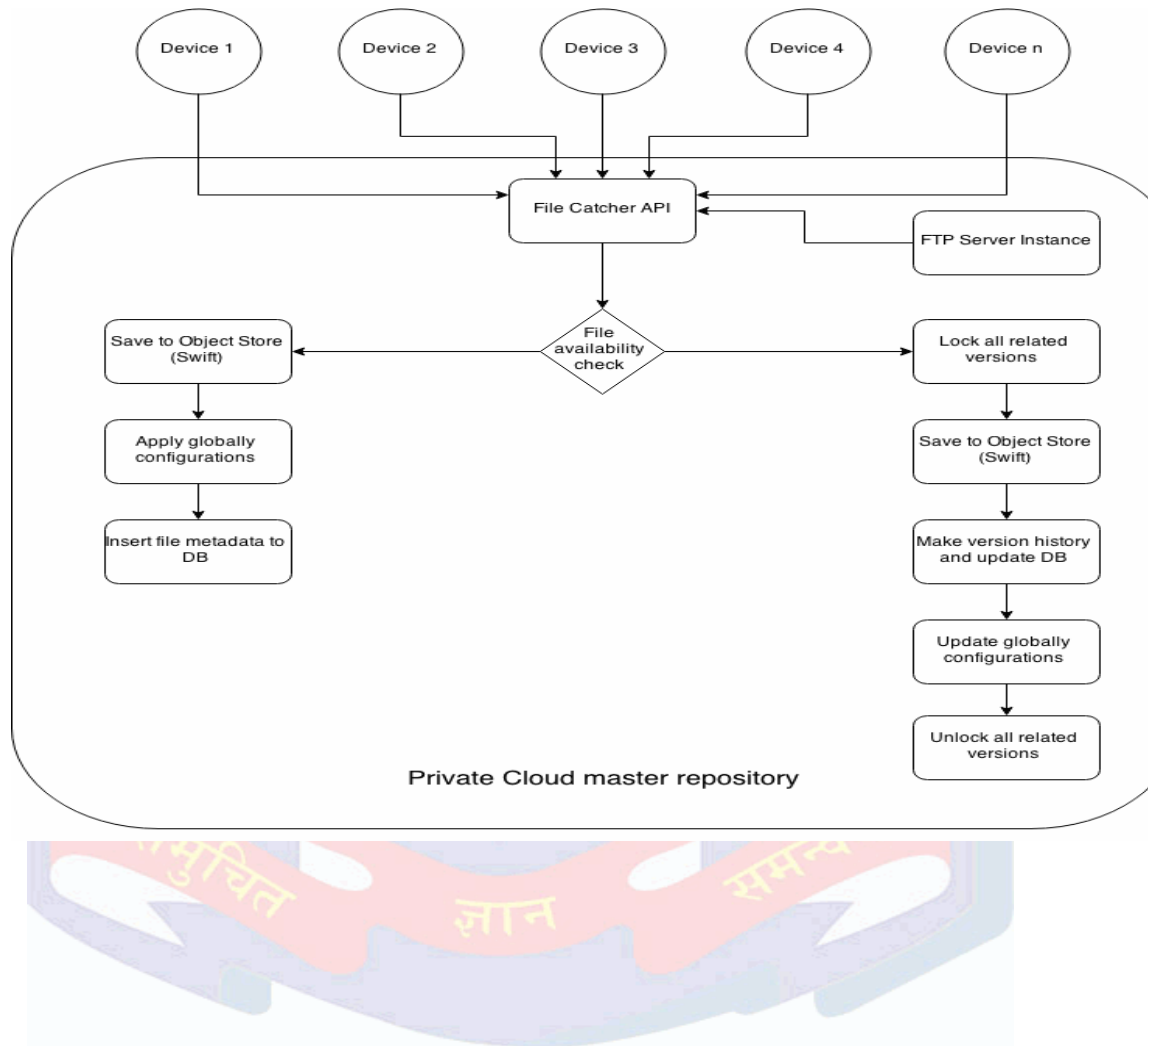 Device 1
Device 2
Device 3
Device 4
Device n
File Catcher API
FTP Server Instance
File
availability
check
Save to Object Store
(Swift)
Apply globally
configurations
Insert file metadata to
DB
Lock all related
versions
Save to Object Store
(Swift)
Make version history
and update DB
Update globally
configurations
Unlock all related
versions
Private Cloud master repository
ज्ञान